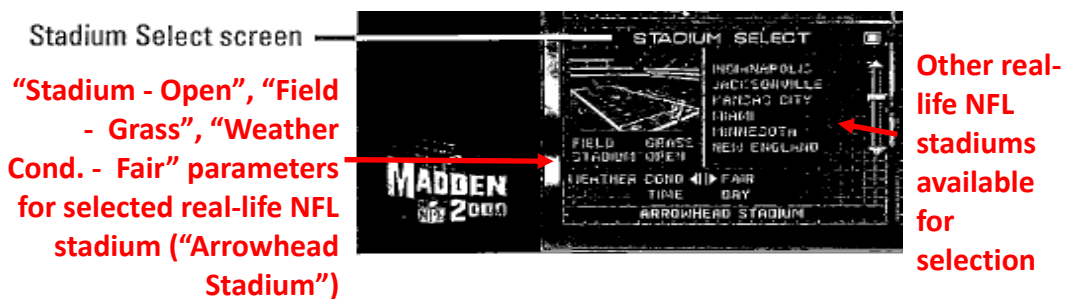 Stadium Select screen
“Stadium - Open”, “Field
- Grass”, “Weather
Cond. - Fair” parameters
for selected real-life NFL
stadium (“Arrowhead
Stadium”)
MADDEN
NFL 2000
STADIUM SELECT
INDIANAPOLIS
JACKSONVILLE
KANSAS CITY
MIAMI
MINNESOTA
NEW ENGLAND
FIELD GRASS
STADIUM OPEN
WEATHER COND FAIR
TIME DAY
ARROWHEAD STADIUM
Other real-
life NFL
stadiums
available
for
selection